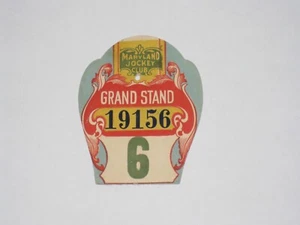 MARYLAND
JOCKEY
CLUB
GRAND STAND
19156
6